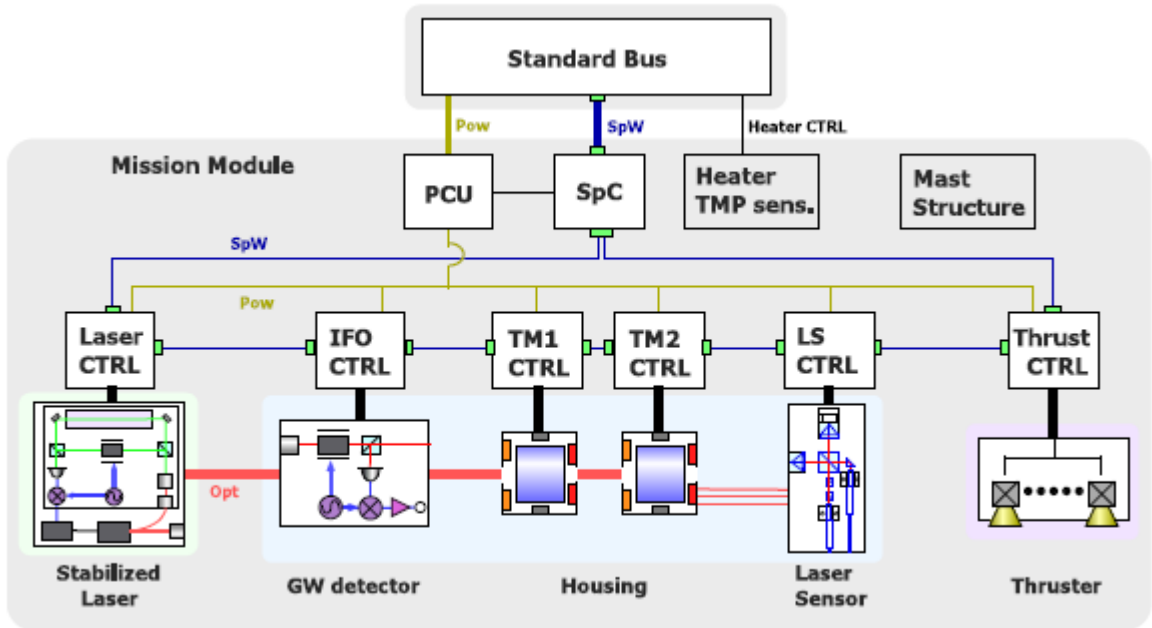 Standard Bus
Pow
SpW
Heater CTRL
Mission Module
PCU
SpC
Heater
TMP sens.
Mast
Structure
SpW
Pow
Laser
CTRL
IFO
CTRL
TM1
CTRL
TM2
CTRL
LS
CTRL
Thrust
CTRL
Opt
Stabilized
Laser
GW detector
Housing
Laser
Sensor
Thruster